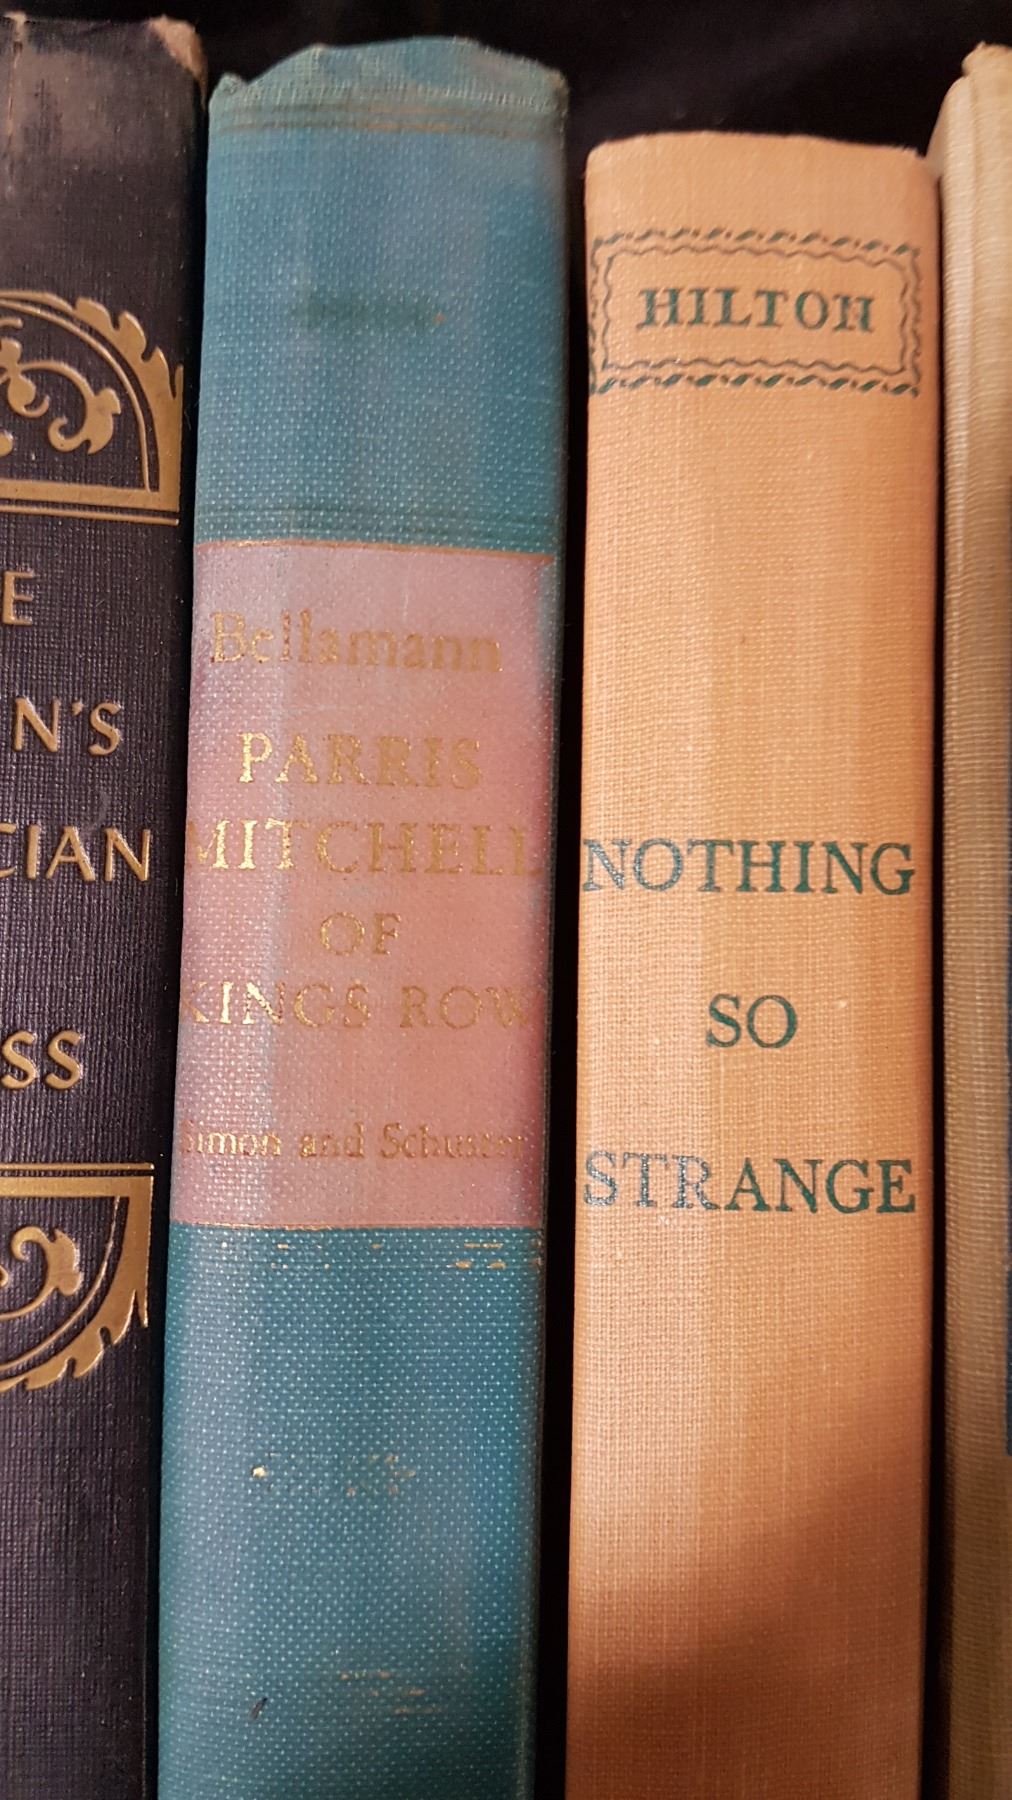 E
N'S
CIAN
SS
Bellamann
PARRIS
MITCHELL
OF
KINGS ROW
Simon and Schuster
HILTON
NOTHING
SO
STRANGE